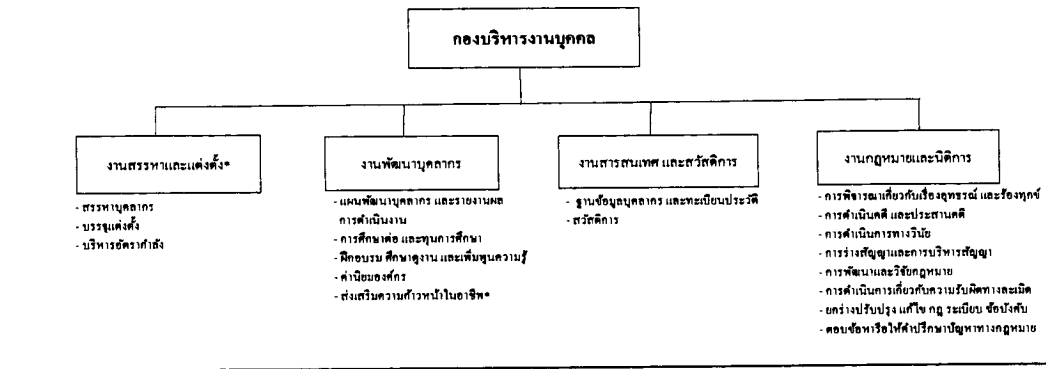 กองบริหารงานบุคคล
งานสรรหาและแต่งตั้ง*
- สรรหาบุคลากร
- บรรจุแต่งตั้ง
- บริหารอัตรากำลัง
งานพัฒนาบุคลากร
- แผนพัฒนาบุคลากร และรายงานผล
การดำเนินงาน
- การศึกษาต่อ และทุนการศึกษา
- ฝึกอบรม ศึกษาดูงาน และเพิ่มพูนความรู้
- ค่านิยมองค์กร
- ส่งเสริมความก้าวหน้าในอาชีพ*
งานสารสนเทศ และสวัสดิการ
- ฐานข้อมูลบุคลากร และทะเบียนประวัติ
- สวัสดิการ
งานกฎหมายและนิติการ
- การพิจารณาเกี่ยวกับเรื่องอุทธรณ์ และร้องทุกข์
- การดำเนินคดี และประสานคดี
- การดำเนินการทางวินัย
- การร่างสัญญาและการบริหารสัญญา
- การพัฒนาและวิจัยกฎหมาย
- การดำเนินการเกี่ยวกับความรับผิดทางละเมิด
- ยกร่างปรับปรุง แก้ไข กฎ ระเบียบ ข้อบังคับ
- ตอบข้อหารือให้คำปรึกษาปัญหาทางกฎหมาย